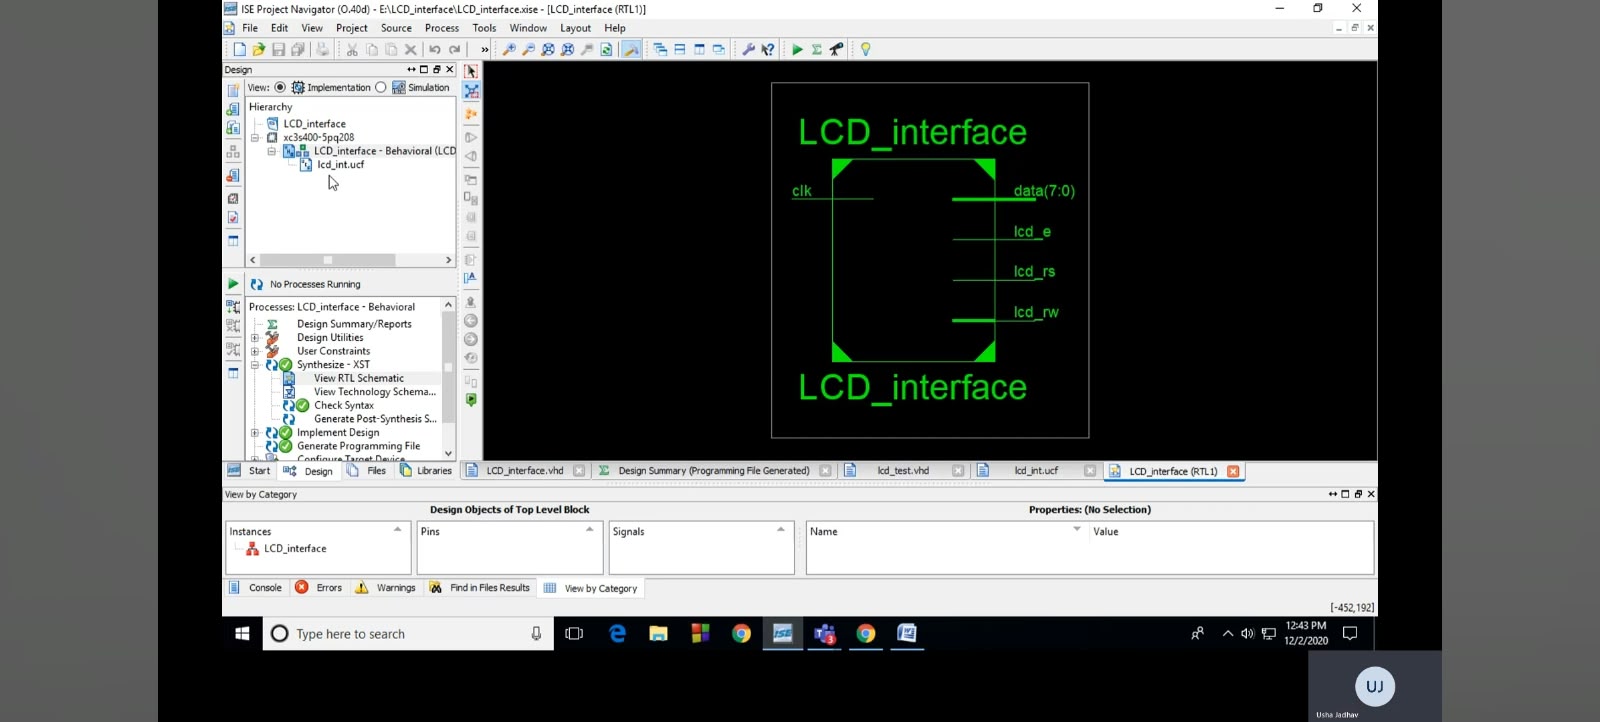 ISE Project Navigator (O.40d) - E:\LCD_interface\LCD_interface.xise - [LCD_interface (RTL1)]
File Edit View Project Source Process Tools Window Layout Help
»
Design
View: Implementation Simulation
Hierarchy
LCD_interface
xc3s400-5pq208
LCD_interface - Behavioral (LCD
lcd_int.ucf
No Processes Running
Processes: LCD_interface - Behavioral
Design Summary/Reports
Design Utilities
User Constraints
Synthesize - XST
View RTL Schematic
View Technology Schema...
Check Syntax
Generate Post-Synthesis S...
Implement Design
Generate Programming File
Configure Target Device
LCD_interface
clk
data(7:0)
lcd_e
lcd_rs
lcd_rw
LCD_interface
Start Design Files Libraries
LCD_interface.vhd Design Summary (Programming File Generated) lcd_test.vhd lcd_int.ucf LCD_interface (RTL1)
View by Category
Design Objects of Top Level Block Properties: (No Selection)
Instances Pins Signals Name Value
LCD_interface
Console Errors Warnings Find in Files Results View by Category
[-452,192]
Type here to search
ISE
3
12:43 PM
12/2/2020
UJ
Usha Jadhav